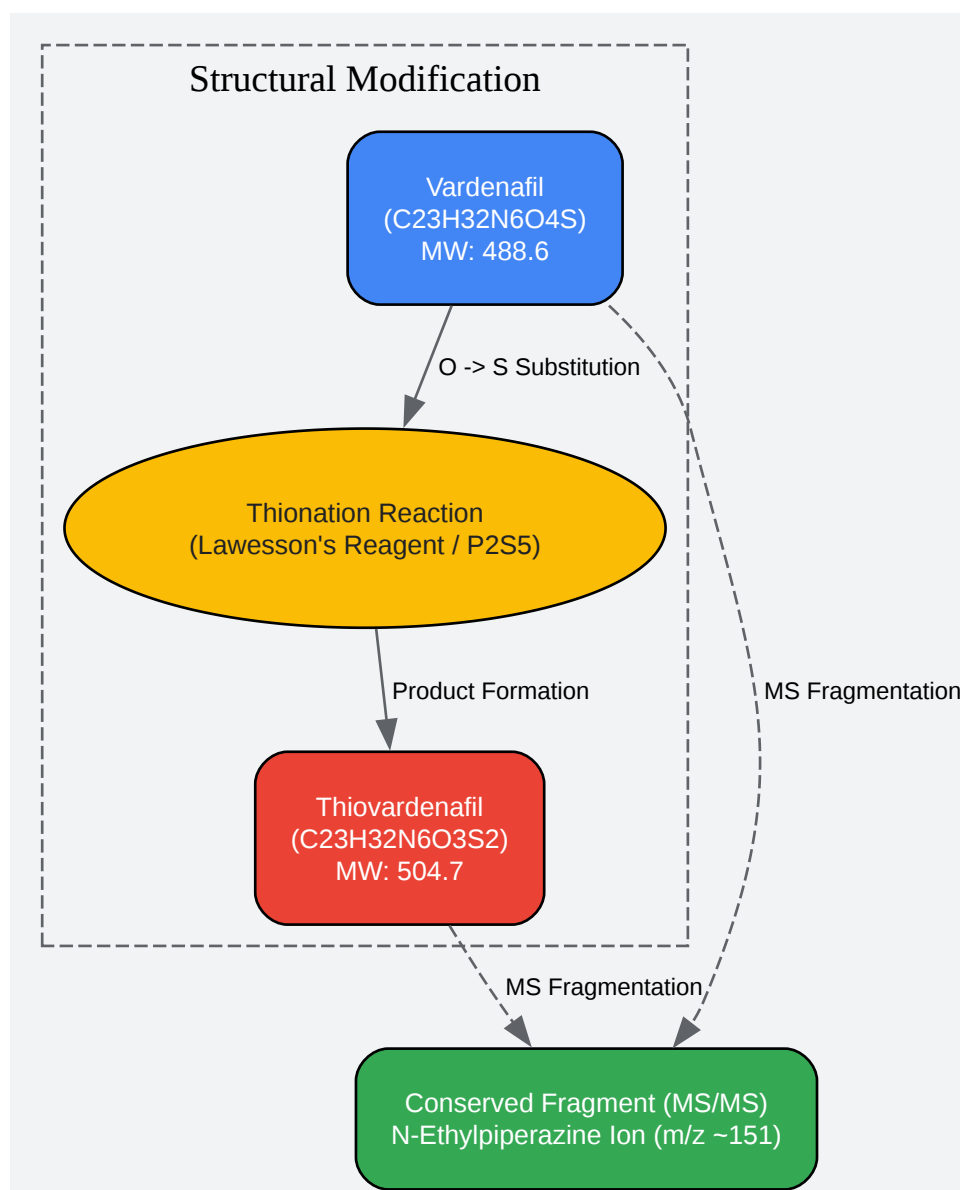 Structural Modification
Vardenafil
(C23H32N6O4S)
MW: 488.6
O -> S Substitution
Thionation Reaction
(Lawesson's Reagent / P2S5)
Product Formation
MS Fragmentation
Thiovardenafil
(C23H32N6O3S2)
MW: 504.7
MS Fragmentation
Conserved Fragment (MS/MS)
N-Ethylpiperazine Ion (m/z ~151)